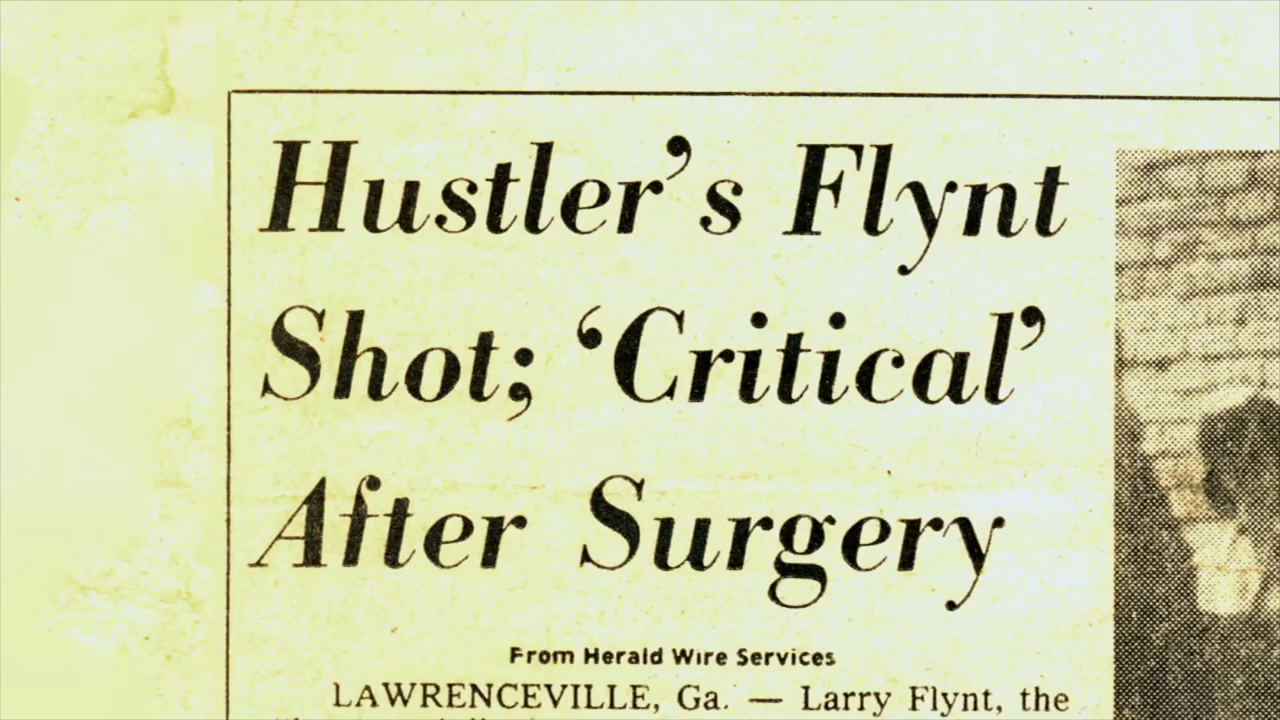 Hustler's Flynt
Shot; 'Critical'
After Surgery
From Herald Wire Services
LAWRENCEVILLE, Ga. — Larry Flynt, the